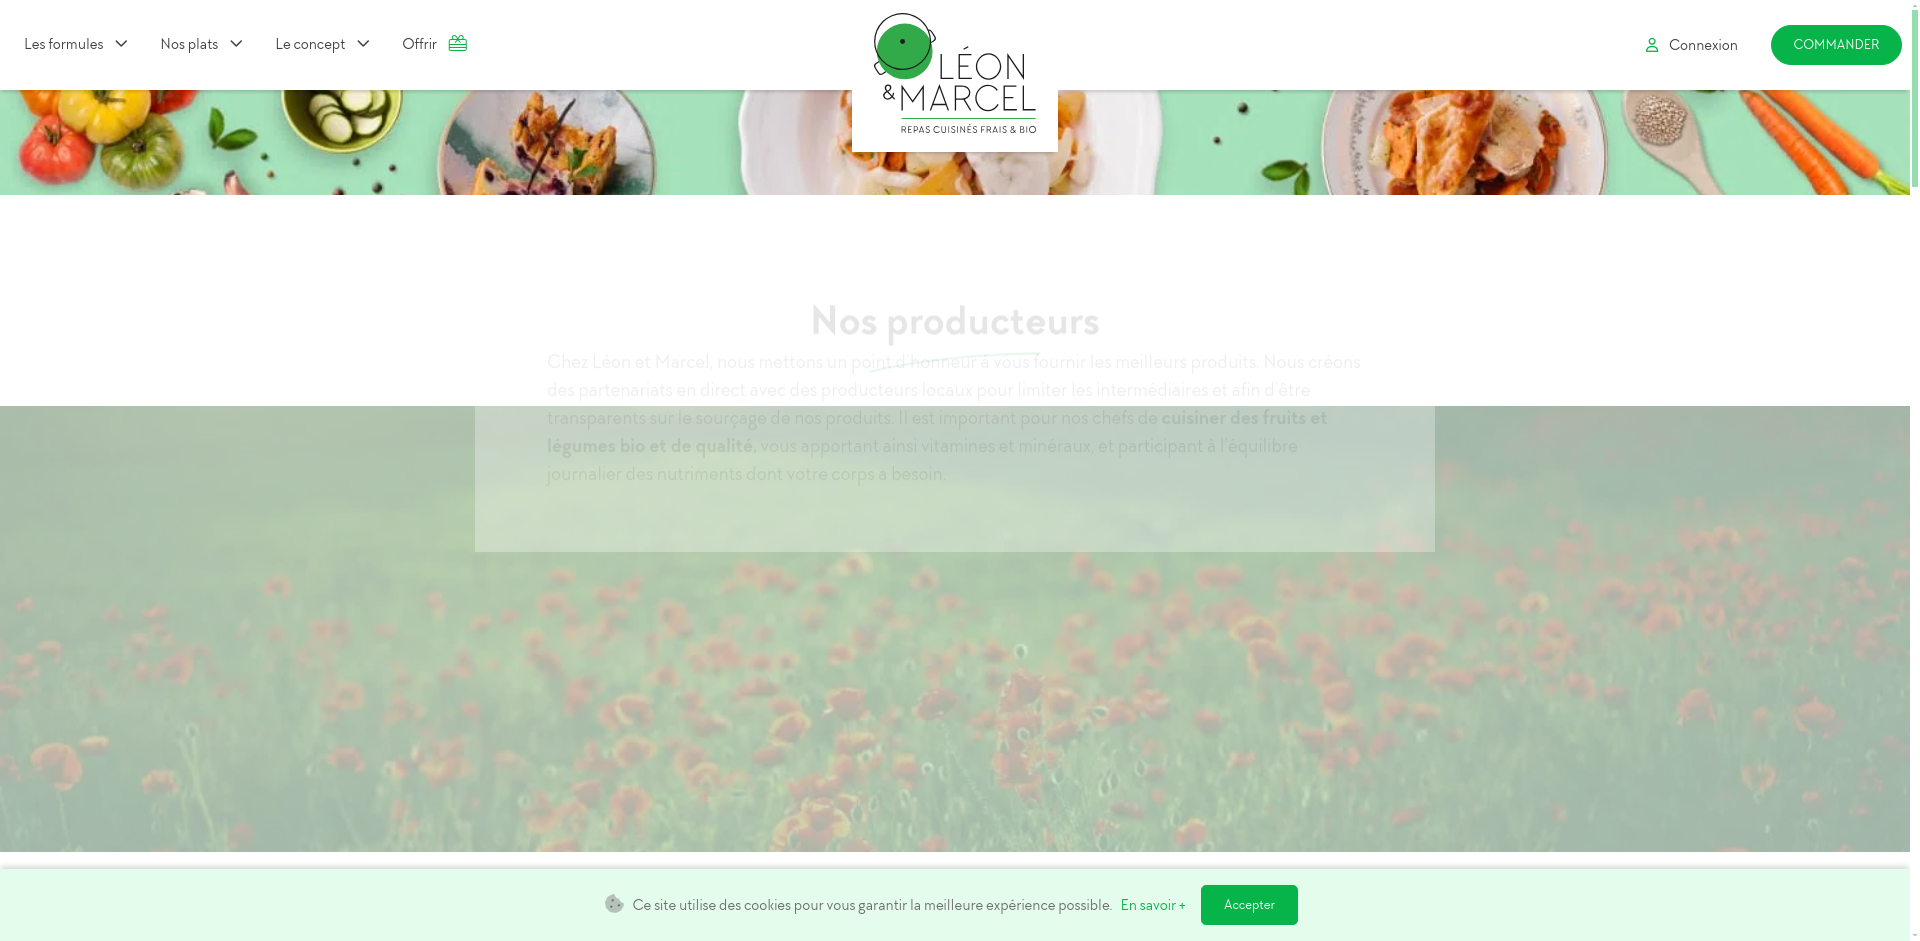 Les formules
Nos plats
Le concept
Offrir
LÉON
&MARCEL
REPAS CUISINÉS FRAIS & BIO
Connexion
COMMANDER
Nos producteurs
Chez Léon et Marcel, nous mettons un point d'honneur à vous fournir les meilleurs produits. Nous créons
des partenariats en direct avec des producteurs locaux pour limiter les intermédiaires et afin d'être
transparents sur le sourçage de nos produits. Il est important pour nos chefs de cuisiner des fruits et
légumes bio et de qualité, vous apportant ainsi vitamines et minéraux, et participant à l'équilibre
journalier des nutriments dont votre corps a besoin.
Ce site utilise des cookies pour vous garantir la meilleure expérience possible. En savoir + Accepter